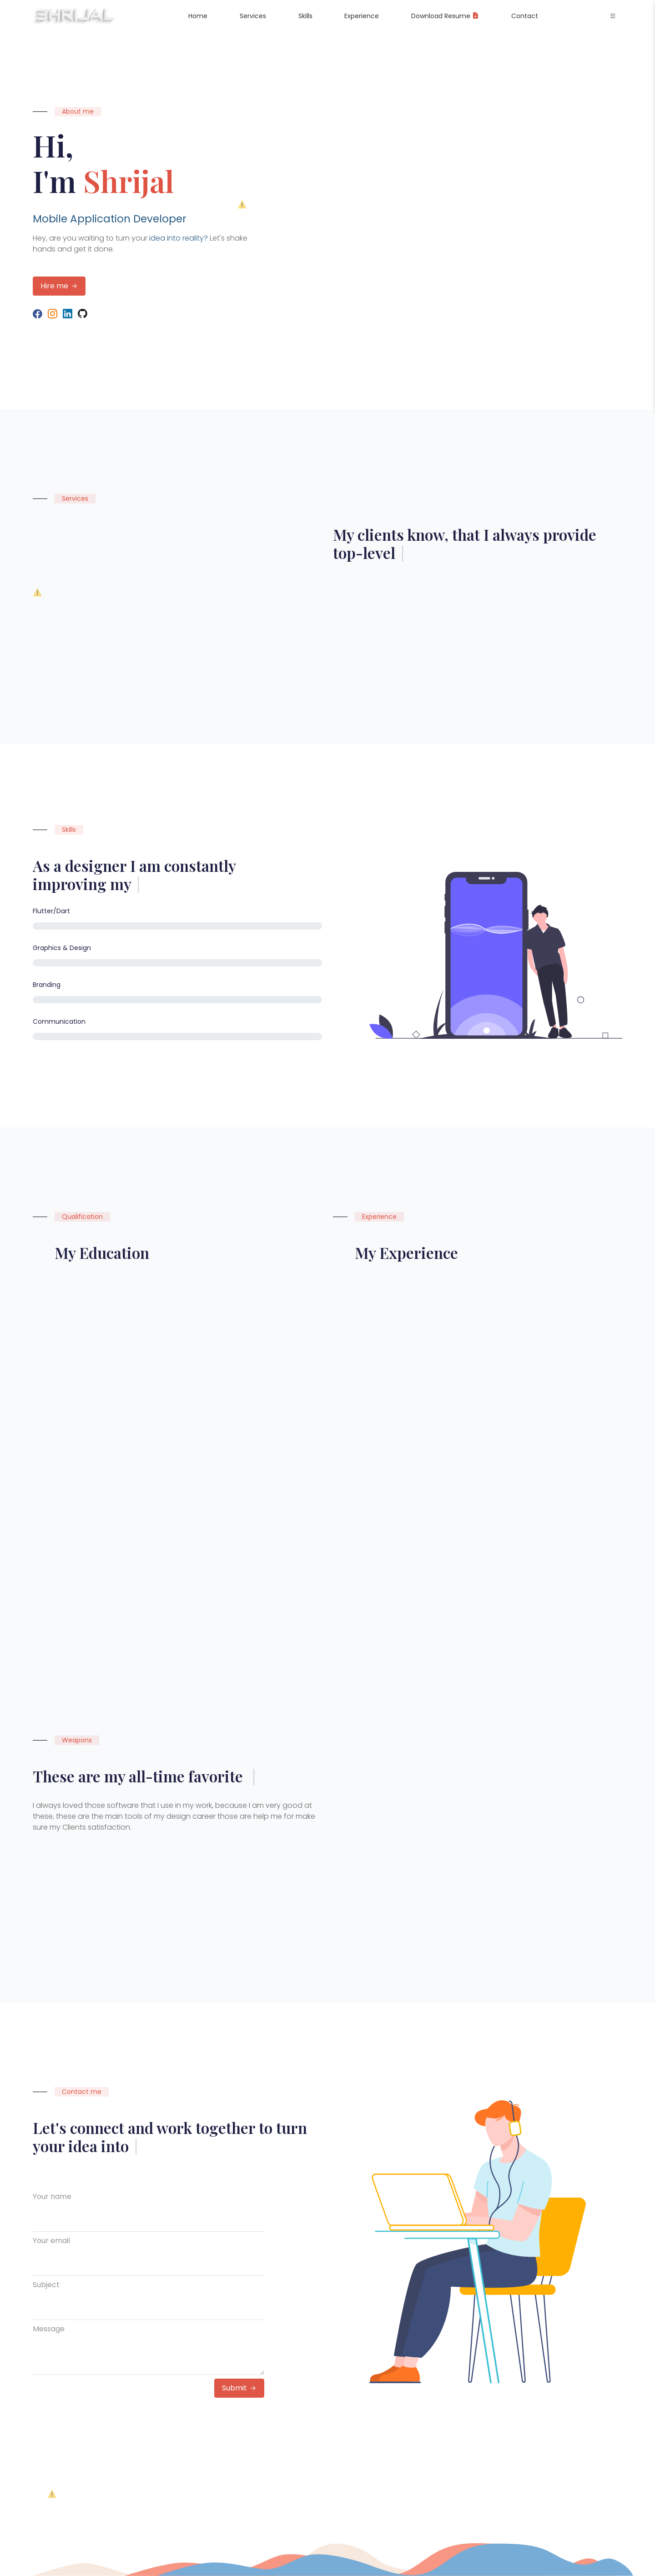 SHRIJAL
Home Services Skills Experience Download Resume Contact
About me
Hi,
I'm Shrijal
Mobile Application Developer
Hey, are you waiting to turn your idea into reality? Let's shake
hands and get it done.
Hire me
Services
My clients know, that I always provide
top-level
Skills
As a designer I am constantly
improving my
Flutter/Dart
Graphics & Design
Branding
Communication
Qualification
My Education
Experience
My Experience
Weapons
These are my all-time favorite
I always loved those software that I use in my work, because I am very good at
these, these are the main tools of my design career those are help me for make
sure my Clients satisfaction.
Contact me
Let's connect and work together to turn
your idea into
Your name
Your email
Subject
Message
Submit